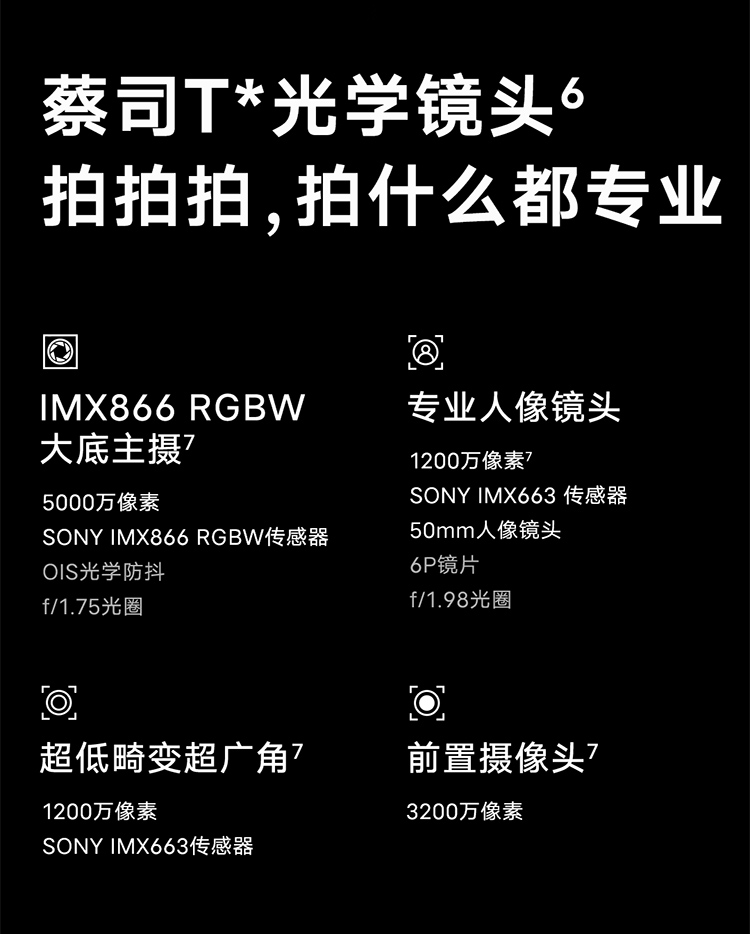 蔡司T*光学镜头6
拍拍拍,拍什么都专业
IMX866 RGBW
大底主摄7
5000万像素
SONY IMX866 RGBW传感器
OIS光学防抖
f/1.75光圈
专业人像镜头
1200万像素7
SONY IMX663 传感器
50mm人像镜头
6P镜片
f/1.98光圈
超低畸变超广角7
1200万像素
SONY IMX663传感器
前置摄像头7
3200万像素